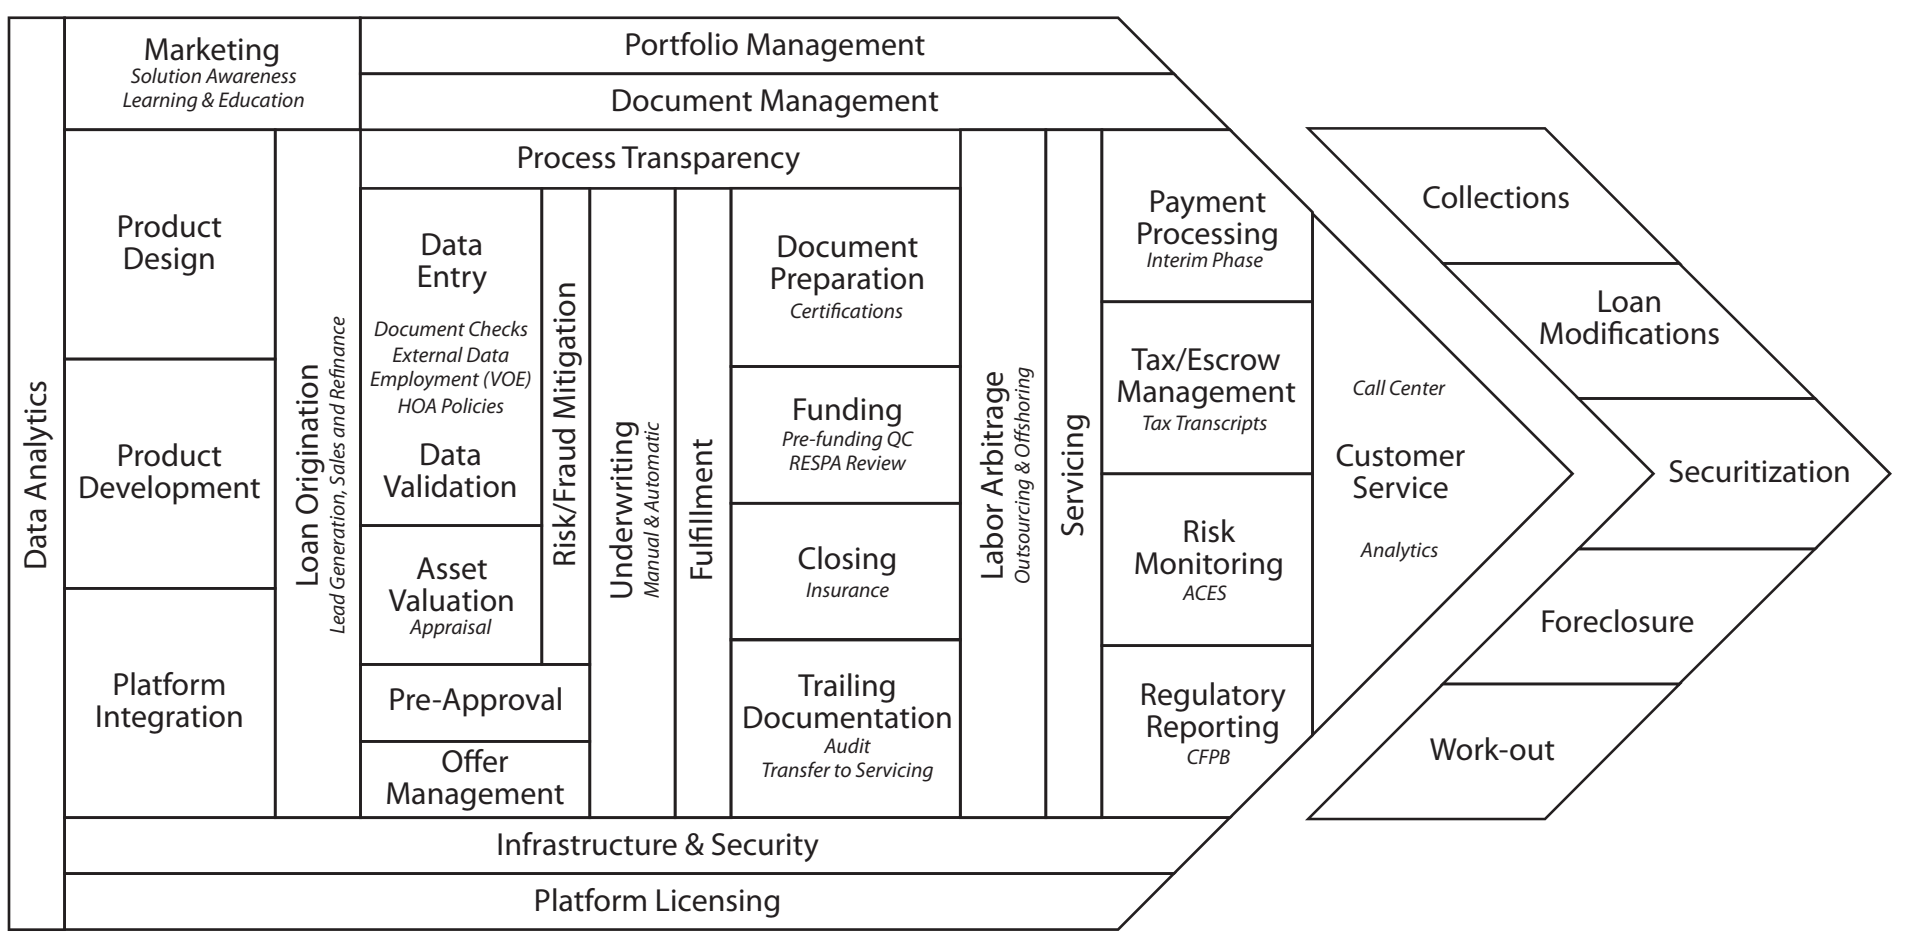 Data Analytics
Marketing
Solution Awareness
Learning & Education
Portfolio Management
Document Management
Product
Design
Product
Development
Platform
Integration
Loan Origination
Lead Generation, Sales and Refinance
Process Transparency
Data
Entry
Document Checks
External Data
Employment (VOE)
HOA Policies
Data
Validation
Asset
Valuation
Appraisal
Risk/Fraud Mitigation
Pre-Approval
Offer
Management
Underwriting
Manual & Automatic
Fulfillment
Document
Preparation
Certifications
Funding
Pre-funding QC
RESPA Review
Closing
Insurance
Trailing
Documentation
Audit
Transfer to Servicing
Labor Arbitrage
Outsourcing & Offshoring
Servicing
Payment
Processing
Interim Phase
Tax/Escrow
Management
Tax Transcripts
Risk
Monitoring
ACES
Regulatory
Reporting
CFPB
Call Center
Customer
Service
Analytics
Infrastructure & Security
Platform Licensing
Collections
Loan
Modifications
Securitization
Foreclosure
Work-out